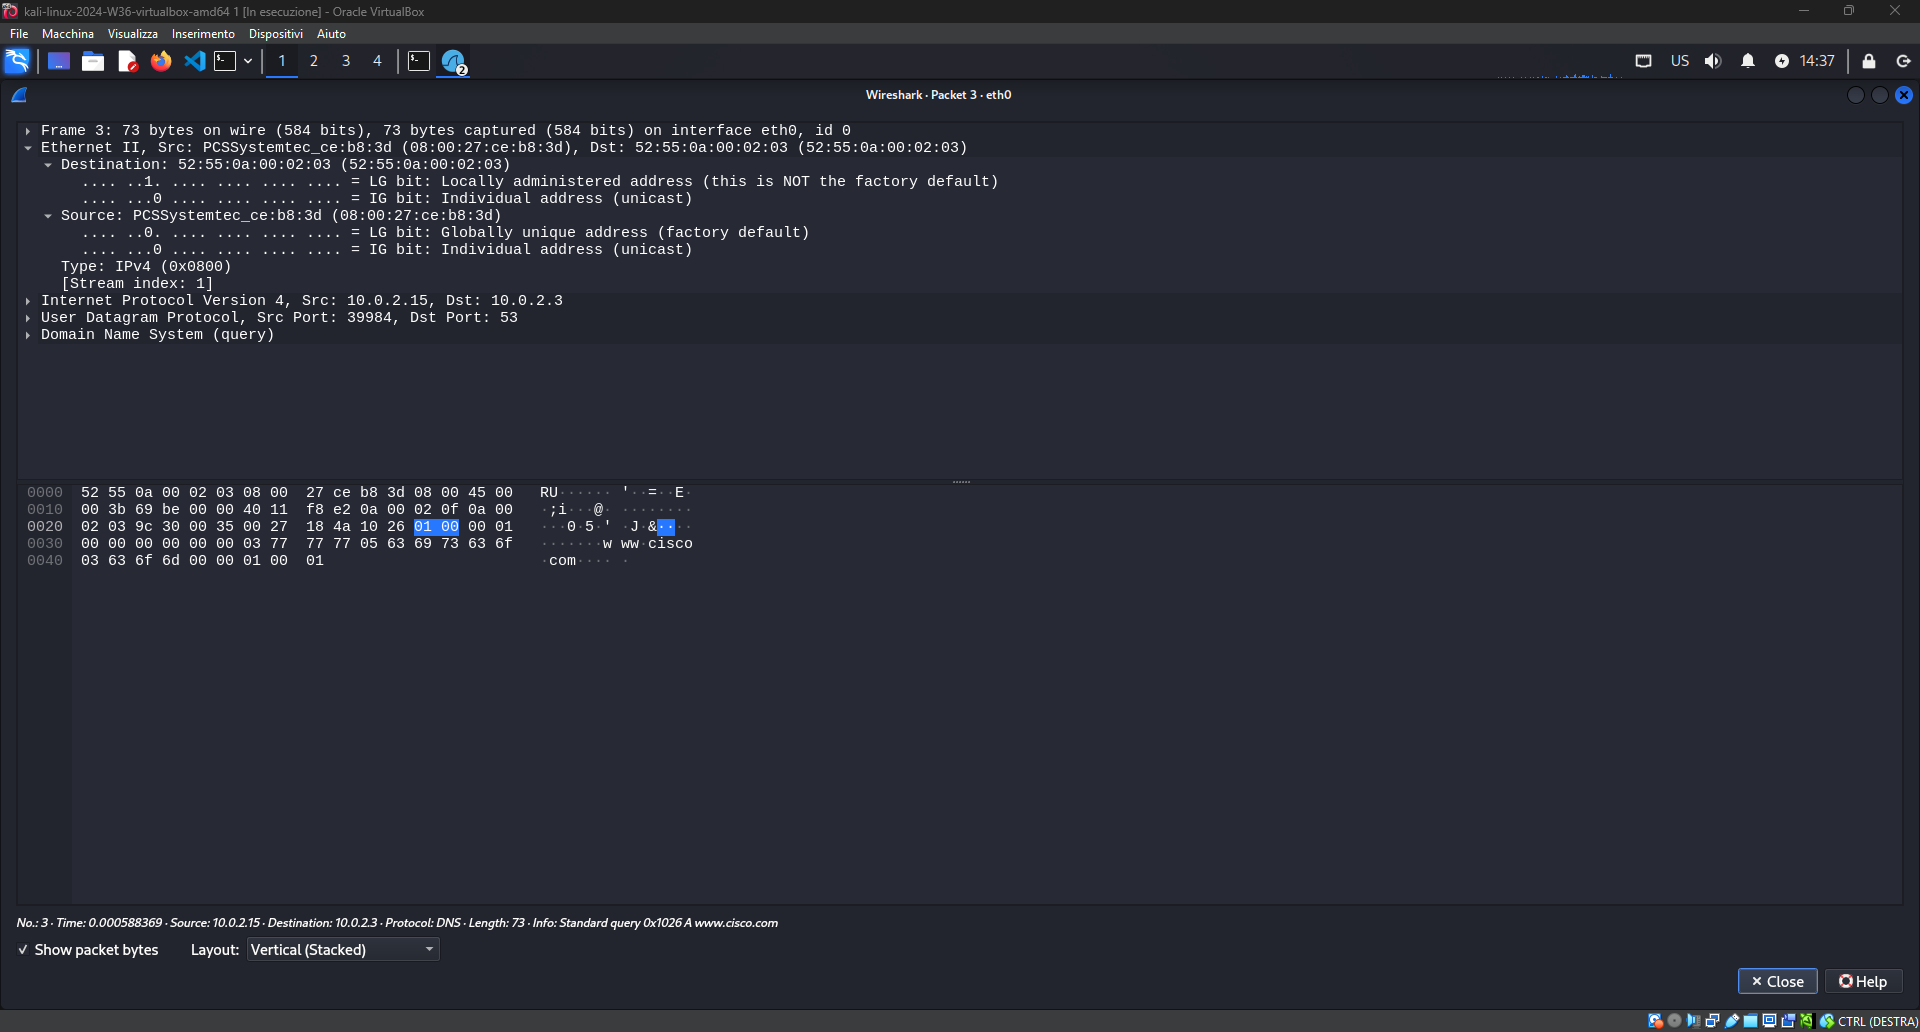 kali-linux-2024-W36-virtualbox-amd64 1 [In esecuzione] - Oracle VirtualBox
File Macchina Visualizza Inserimento Dispositivi Aiuto
1 2 3 4 2 US 14:37
Wireshark · Packet 3 · eth0
Frame 3: 73 bytes on wire (584 bits), 73 bytes captured (584 bits) on interface eth0, id 0
Ethernet II, Src: PCSSystemtec_ce:b8:3d (08:00:27:ce:b8:3d), Dst: 52:55:0a:00:02:03 (52:55:0a:00:02:03)
Destination: 52:55:0a:00:02:03 (52:55:0a:00:02:03)
.... ..1. .... .... .... .... = LG bit: Locally administered address (this is NOT the factory default)
.... ...0 .... .... .... .... = IG bit: Individual address (unicast)
Source: PCSSystemtec_ce:b8:3d (08:00:27:ce:b8:3d)
.... ..0. .... .... .... .... = LG bit: Globally unique address (factory default)
.... ...0 .... .... .... .... = IG bit: Individual address (unicast)
Type: IPv4 (0x0800)
[Stream index: 1]
Internet Protocol Version 4, Src: 10.0.2.15, Dst: 10.0.2.3
User Datagram Protocol, Src Port: 39984, Dst Port: 53
Domain Name System (query)
0000 52 55 0a 00 02 03 08 00 27 ce b8 3d 08 00 45 00 RU······ '··=··E·
0010 00 3b 69 be 00 00 40 11 f8 e2 0a 00 02 0f 0a 00 ·;i···@· ········
0020 02 03 9c 30 00 35 00 27 18 4a 10 26 01 00 00 01 ···0·5·' ·J·&····
0030 00 00 00 00 00 00 03 77 77 77 05 63 69 73 63 6f ·······w ww·cisco
0040 03 63 6f 6d 00 00 01 00 01 ·com···· ·
No.: 3 · Time: 0.000588369 · Source: 10.0.2.15 · Destination: 10.0.2.3 · Protocol: DNS · Length: 73 · Info: Standard query 0x1026 A www.cisco.com
Show packet bytes Layout: Vertical (Stacked)
Close Help
CTRL (DESTRA)